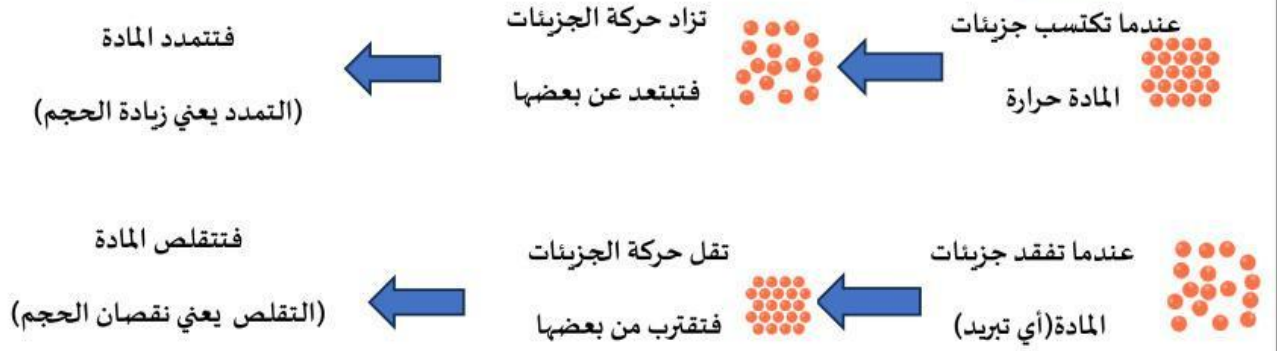 عندما تكتسب جزيئات
المادة حرارة
تزاد حركة الجزيئات
فتبتعد عن بعضها
فتتمدد المادة
(التمدد يعني زيادة الحجم)
عندما تفقد جزيئات
المادة(أي تبريد)
تقل حركة الجزيئات
فتقترب من بعضها
فتتقلص المادة
(التقلص يعني نقصان الحجم)